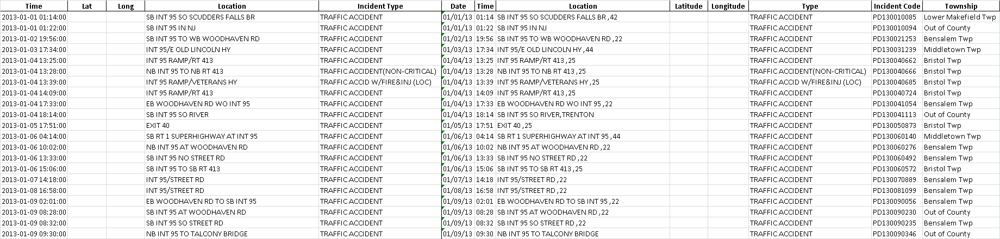 Time Lat Long Location Incident Type Date Time Location Latitude Longitude Type Incident Code Township
2013-01-01 01:14:00 SB INT 95 SO SCUDDERS FALLS BR TRAFFIC ACCIDENT 01/01/13 01:14 SB INT 95 SO SCUDDERS FALLS BR ,42 TRAFFIC ACCIDENT PD130010085 Lower Makefield Twp
2013-01-01 01:22:00 SB INT 95 IN NJ TRAFFIC ACCIDENT 01/01/13 01:22 SB INT 95 IN NJ TRAFFIC ACCIDENT PD130010094 Out of County
2013-01-02 19:56:00 SB INT 95 TO WB WOODHAVEN RD TRAFFIC ACCIDENT 01/02/13 19:56 SB INT 95 TO WB WOODHAVEN RD ,22 TRAFFIC ACCIDENT PD130021253 Bensalem Twp
2013-01-03 17:34:00 INT 95/E OLD LINCOLN HY TRAFFIC ACCIDENT 01/03/13 17:34 INT 95/E OLD LINCOLN HY ,44 TRAFFIC ACCIDENT PD130031239 Middletown Twp
2013-01-04 13:25:00 INT 95 RAMP/RT 413 TRAFFIC ACCIDENT 01/04/13 13:25 INT 95 RAMP/RT 413 ,25 TRAFFIC ACCIDENT PD130040662 Bristol Twp
2013-01-04 13:28:00 NB INT 95 TO NB RT 413 TRAFFIC ACCIDENT(NON-CRITICAL) 01/04/13 13:28 NB INT 95 TO NB RT 413 ,25 TRAFFIC ACCIDENT(NON-CRITICAL) PD130040666 Bristol Twp
2013-01-04 13:39:00 INT 95 RAMP/VETERANS HY TRAFFIC ACCID W/FIRE&INJ (LOC) 01/04/13 13:39 INT 95 RAMP/VETERANS HY ,25 TRAFFIC ACCID W/FIRE&INJ (LOC) PD130040685 Bristol Twp
2013-01-04 14:09:00 INT 95 RAMP/RT 413 TRAFFIC ACCIDENT 01/04/13 14:09 INT 95 RAMP/RT 413 ,25 TRAFFIC ACCIDENT PD130040724 Bristol Twp
2013-01-04 17:33:00 EB WOODHAVEN RD WO INT 95 TRAFFIC ACCIDENT 01/04/13 17:33 EB WOODHAVEN RD WO INT 95 ,22 TRAFFIC ACCIDENT PD130041054 Bensalem Twp
2013-01-04 18:14:00 SB INT 95 SO RIVER TRAFFIC ACCIDENT 01/04/13 18:14 SB INT 95 SO RIVER,TRENTON TRAFFIC ACCIDENT PD130041113 Out of County
2013-01-05 17:51:00 EXIT 40 TRAFFIC ACCIDENT 01/05/13 17:51 EXIT 40 ,25 TRAFFIC ACCIDENT PD130050873 Bristol Twp
2013-01-06 04:14:00 SB RT 1 SUPERHIGHWAY AT INT 95 TRAFFIC ACCIDENT 01/06/13 04:14 SB RT 1 SUPERHIGHWAY AT INT 95 ,44 TRAFFIC ACCIDENT PD130060140 Middletown Twp
2013-01-06 10:02:00 NB INT 95 AT WOODHAVEN RD TRAFFIC ACCIDENT 01/06/13 10:02 NB INT 95 AT WOODHAVEN RD ,22 TRAFFIC ACCIDENT PD130060276 Bensalem Twp
2013-01-06 13:33:00 SB INT 95 NO STREET RD TRAFFIC ACCIDENT 01/06/13 13:33 SB INT 95 NO STREET RD ,22 TRAFFIC ACCIDENT PD130060492 Bensalem Twp
2013-01-06 15:06:00 SB INT 95 TO SB RT 413 TRAFFIC ACCIDENT 01/06/13 15:06 SB INT 95 TO SB RT 413 ,25 TRAFFIC ACCIDENT PD130060572 Bristol Twp
2013-01-07 14:18:00 INT 95/STREET RD TRAFFIC ACCIDENT 01/07/13 14:18 INT 95/STREET RD ,22 TRAFFIC ACCIDENT PD130070889 Bensalem Twp
2013-01-08 16:58:00 INT 95/STREET RD TRAFFIC ACCIDENT 01/08/13 16:58 INT 95/STREET RD ,22 TRAFFIC ACCIDENT PD130081099 Bensalem Twp
2013-01-09 02:01:00 EB WOODHAVEN RD TO SB INT 95 TRAFFIC ACCIDENT 01/09/13 02:01 EB WOODHAVEN RD TO SB INT 95 ,22 TRAFFIC ACCIDENT PD130090056 Bensalem Twp
2013-01-09 08:28:00 SB INT 95 AT WOODHAVEN RD TRAFFIC ACCIDENT 01/09/13 08:28 SB INT 95 AT WOODHAVEN RD ,22 TRAFFIC ACCIDENT PD130090230 Out of County
2013-01-09 08:32:00 SB INT 95 SO STREET RD TRAFFIC ACCIDENT 01/09/13 08:32 SB INT 95 SO STREET RD ,22 TRAFFIC ACCIDENT PD130090235 Bensalem Twp
2013-01-09 09:30:00 NB INT 95 TO TALCONY BRIDGE TRAFFIC ACCIDENT 01/09/13 09:30 NB INT 95 TO TALCONY BRIDGE TRAFFIC ACCIDENT PD130090346 Out of County